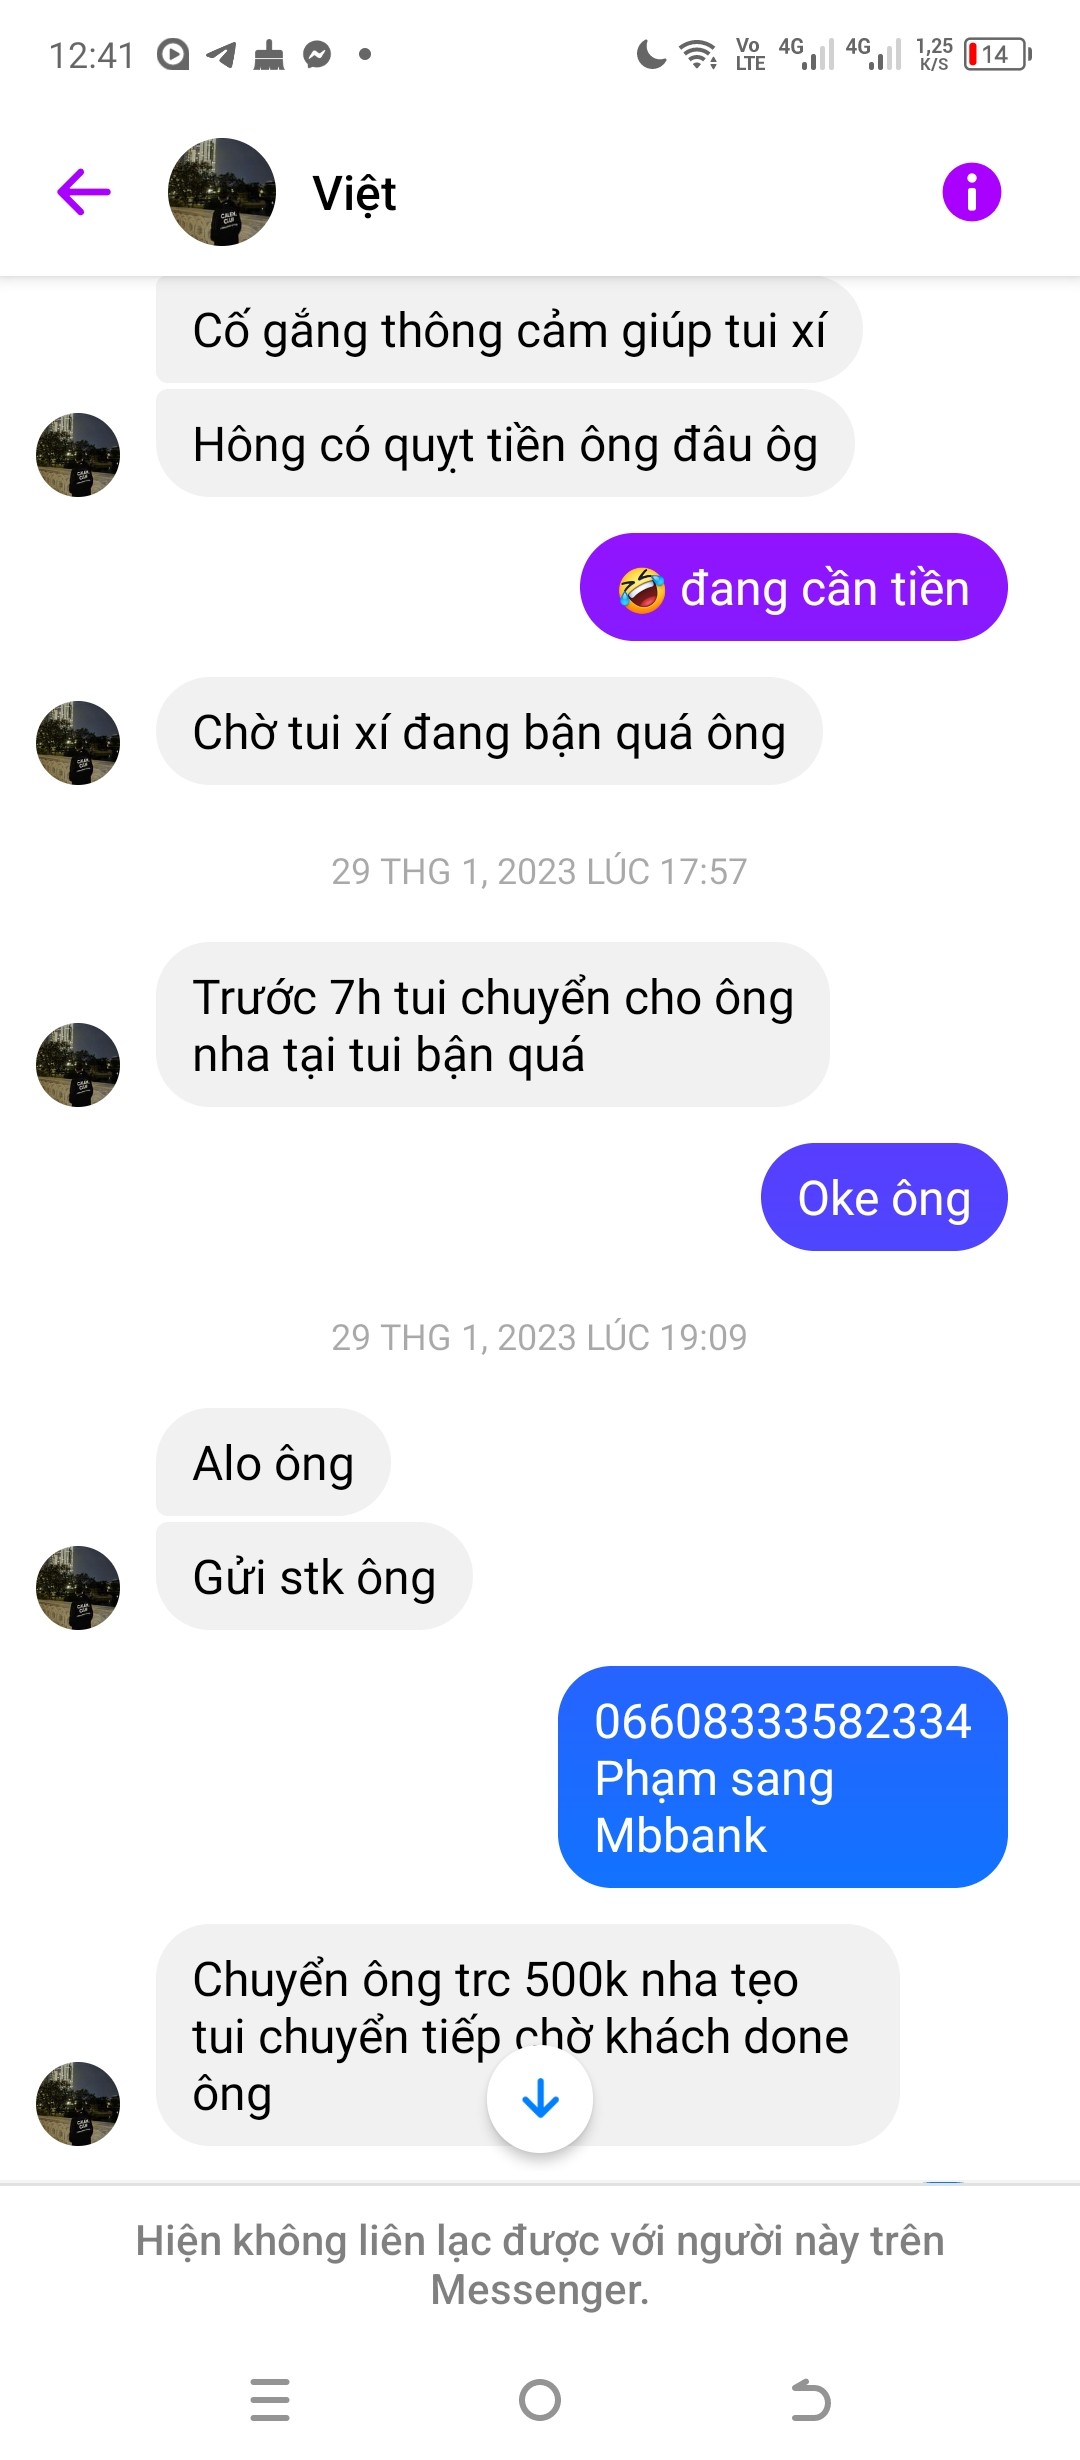 12:41
Vo
LTE
4G
4G
1,25
K/S
14
Việt
Cố gắng thông cảm giúp tui xí
Hông có quỵt tiền ông đâu ôg
🤣 đang cần tiền
Chờ tui xí đang bận quá ông
29 THG 1, 2023 LÚC 17:57
Trước 7h tui chuyển cho ông
nha tại tui bận quá
Oke ông
29 THG 1, 2023 LÚC 19:09
Alo ông
Gửi stk ông
06608333582334
Phạm sang
Mbbank
Chuyển ông trc 500k nha tẹo
tui chuyển tiếp chờ khách done
ông
Hiện không liên lạc được với người này trên
Messenger.